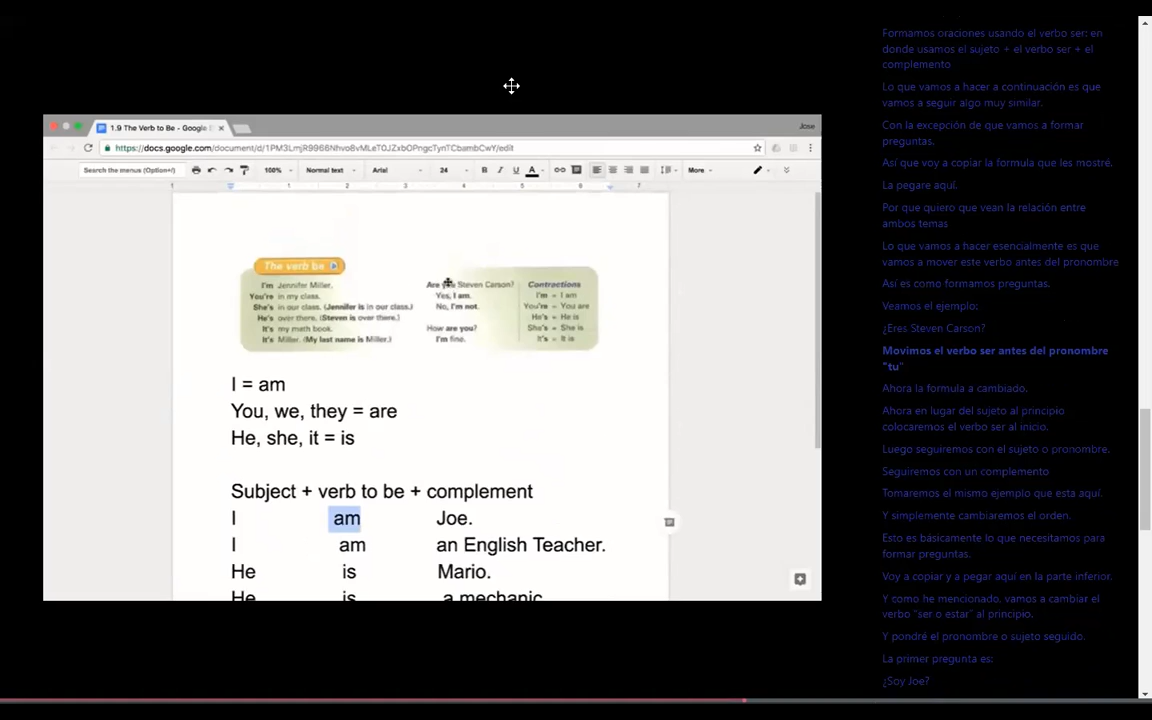 1.9 The Verb to Be - Google
Jose
https://docs.google.com/document/d/
/edit
Search the menus (Option+/)
100%
Normal text
Arial
24
B I U A
More
1 1 2 3 4 5 6 7
The verb be
I'm Jennifer Miller.
You're in my class.
She's in our class. (Jennifer is in our class.)
He's over there. (Steven is over there.)
It's my math book.
It's Miller. (My last name is Miller.)
Are you Steven Carson?
Yes, I am.
No, I'm not.
How are you?
I'm fine.
Contractions
I'm = I am
You're = You are
He's = He is
She's = She is
It's = It is
I = am
You, we, they = are
He, she, it = is
Subject + verb to be + complement
I am Joe.
I am an English Teacher.
He is Mario.
He is a mechanic
Formamos oraciones usando el verbo ser: en
donde usamos el sujeto + el verbo ser + el
complemento
Lo que vamos a hacer a continuación es que
vamos a seguir algo muy similar.
Con la excepción de que vamos a formar
preguntas.
Así que voy a copiar la formula que les mostré.
La pegare aquí.
Por que quiero que vean la relación entre
ambos temas
Lo que vamos a hacer esencialmente es que
vamos a mover este verbo antes del pronombre
Así es como formamos preguntas.
Veamos el ejemplo:
¿Eres Steven Carson?
Movimos el verbo ser antes del pronombre
"tu"
Ahora la formula a cambiado.
Ahora en lugar del sujeto al principio
colocaremos el verbo ser al inicio.
Luego seguiremos con el sujeto o pronombre.
Seguiremos con un complemento
Tomaremos el mismo ejemplo que esta aquí.
Y simplemente cambiaremos el orden.
Esto es básicamente lo que necesitamos para
formar preguntas.
Voy a copiar y a pegar aquí en la parte inferior.
Y como he mencionado, vamos a cambiar el
verbo "ser o estar" al principio.
Y pondré el pronombre o sujeto seguido.
La primer pregunta es:
¿Soy Joe?